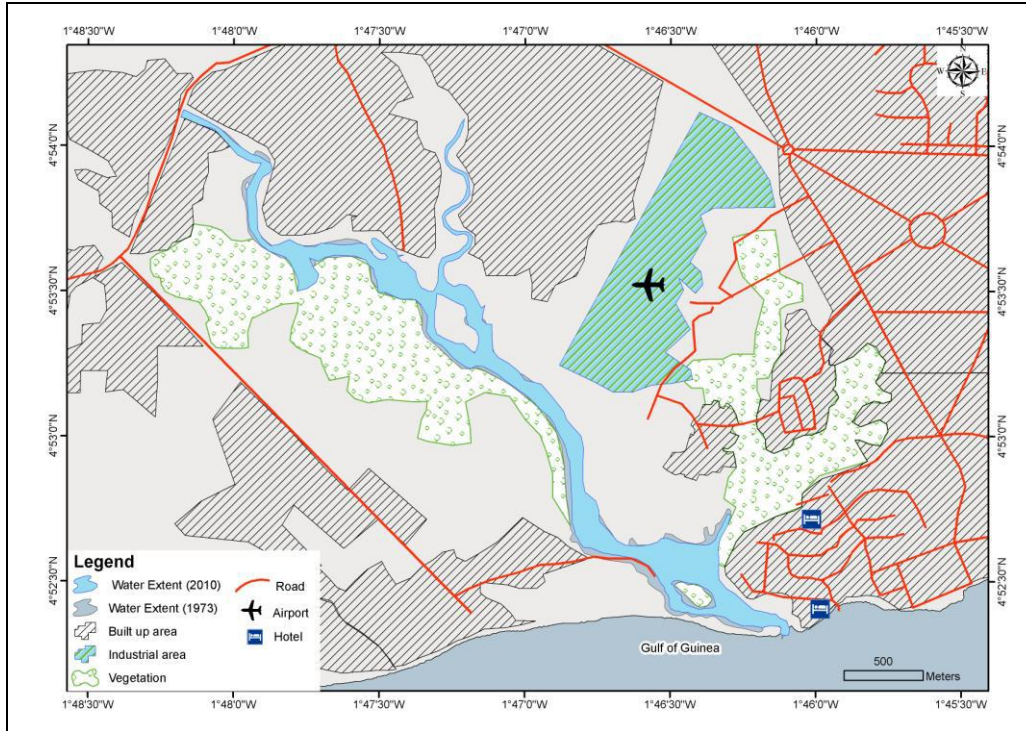 1°48'30"W 1°48'0"W 1°47'30"W 1°47'0"W 1°46'30"W 1°46'0"W 1°45'30"W
N
W E
S
4°54'0"N 4°54'0"N
4°53'30"N 4°53'30"N
4°53'0"N 4°53'0"N
4°52'30"N 4°52'30"N
Legend
Water Extent (2010) Road
Water Extent (1973) Airport
Built up area Hotel
Industrial area
Vegetation
Gulf of Guinea
500
Meters
1°48'30"W 1°48'0"W 1°47'30"W 1°47'0"W 1°46'30"W 1°46'0"W 1°45'30"W